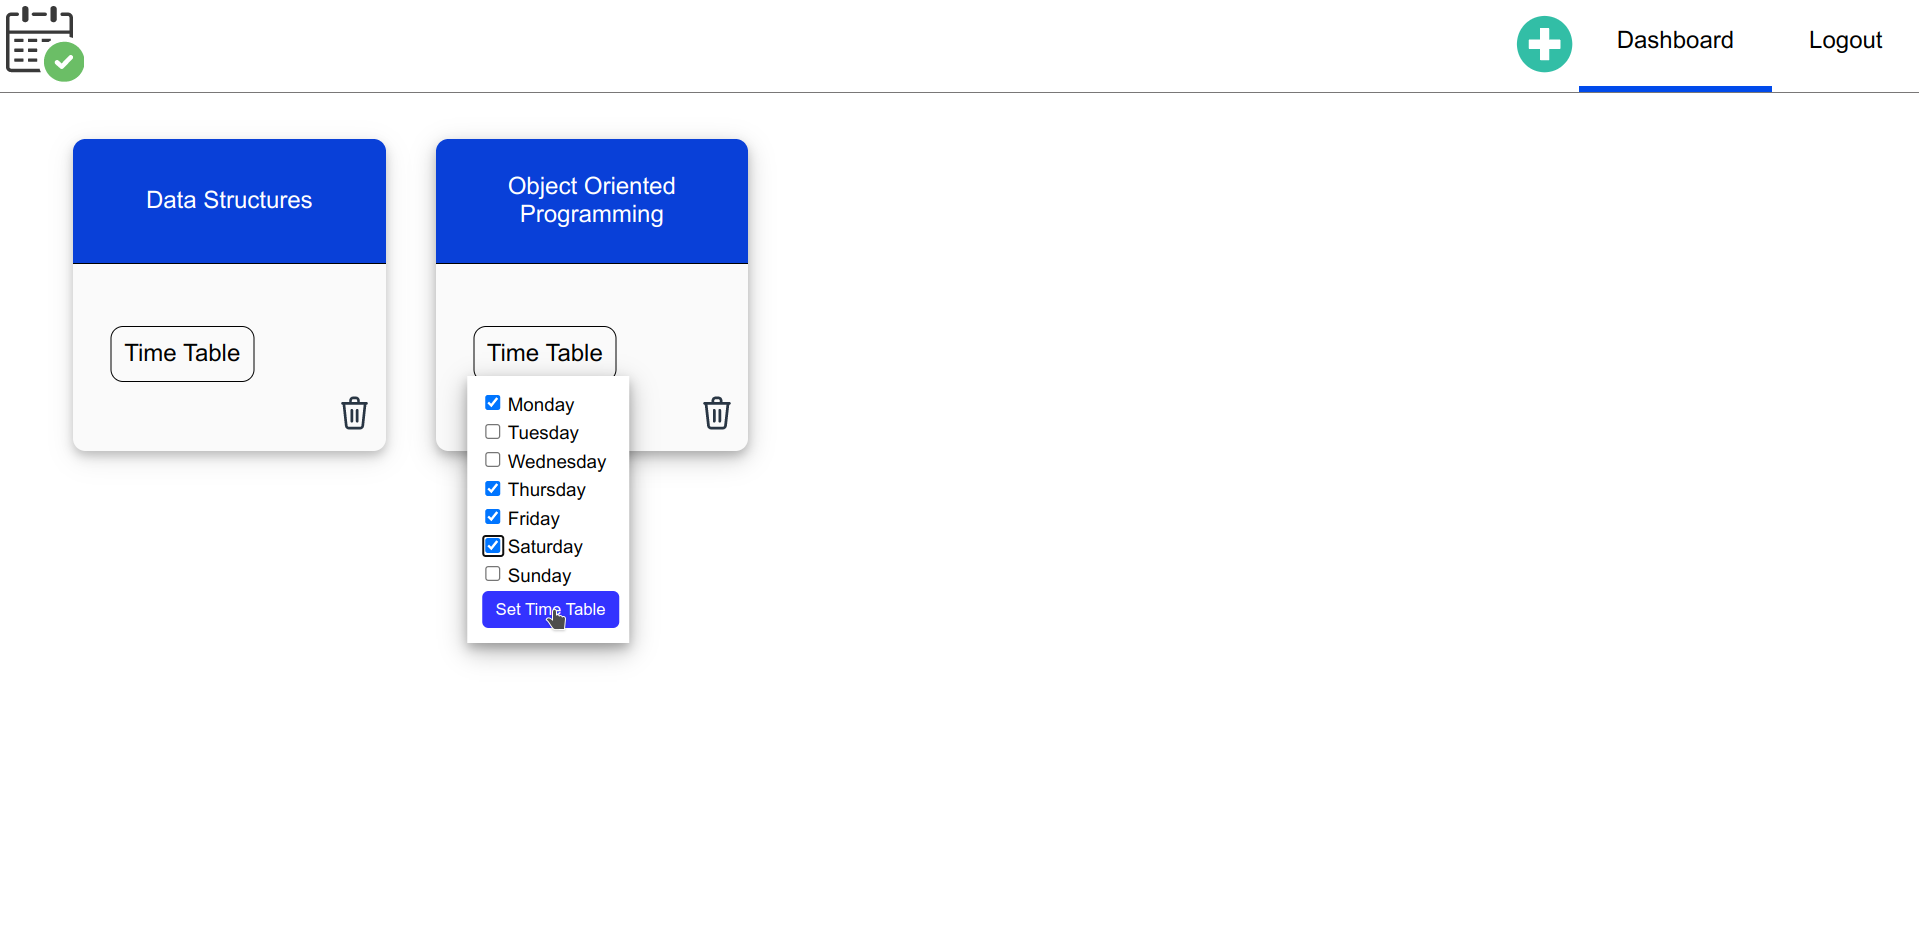 Dashboard
Logout
Data Structures
Object Oriented
Programming
Time Table
Time Table
Monday
Tuesday
Wednesday
Thursday
Friday
Saturday
Sunday
Set Time Table